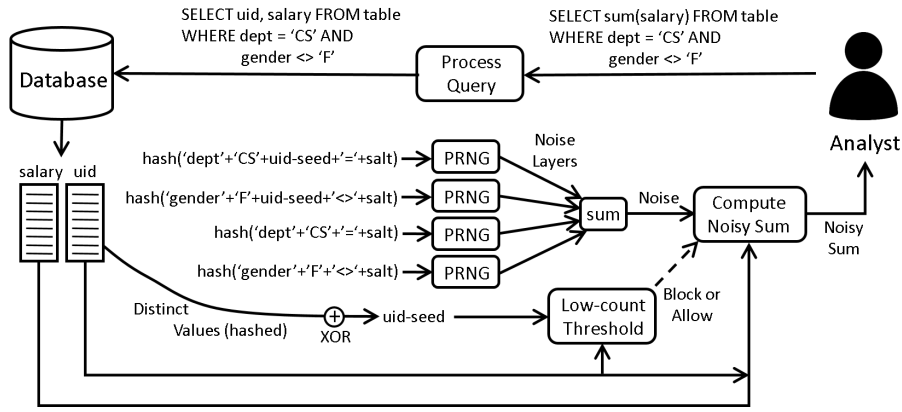 SELECT uid, salary FROM table
WHERE dept = ‘CS’ AND
gender <> ‘F’
SELECT sum(salary) FROM table
WHERE dept = ‘CS’ AND
gender <> ‘F’
Database
Process
Query
Analyst
salary uid
hash(‘dept’+‘CS’+uid-seed+’=‘+salt)
PRNG
Noise
Layers
hash(‘gender’+‘F+uid-seed+’<>‘+salt)
PRNG
hash(‘dept’+‘CS’+’=‘+salt)
PRNG
hash(‘gender’+‘F’+’<>‘+salt)
PRNG
sum
Noise
Compute
Noisy Sum
Noisy
Sum
Distinct
Values (hashed)
XOR
uid-seed
Low-count
Threshold
Block or
Allow